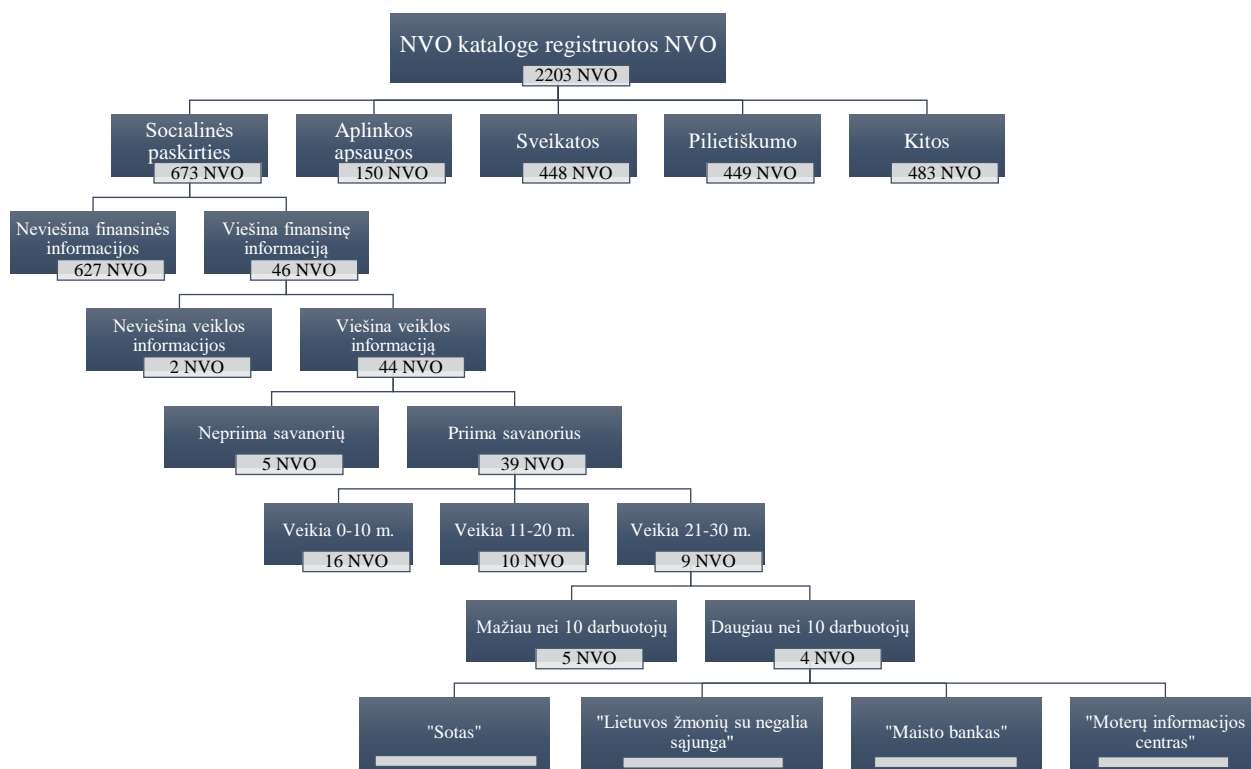 NVO kataloge registruotos NVO
2203 NVO
Socialinės
paskirties
673 NVO
Aplinkos
apsaugos
150 NVO
Sveikatos
448 NVO
Pilietiškumo
449 NVO
Kitos
483 NVO
Neviešina finansinės
informacijos
627 NVO
Viešina finansinę
informaciją
46 NVO
Neviešina veiklos
informacijos
2 NVO
Viešina veiklos
informaciją
44 NVO
Nepriima savanorių
5 NVO
Priima savanorius
39 NVO
Veikia 0-10 m.
16 NVO
Veikia 11-20 m.
10 NVO
Veikia 21-30 m.
9 NVO
Mažiau nei 10 darbuotojų
5 NVO
Daugiau nei 10 darbuotojų
4 NVO
"Sotas"
"Lietuvos žmonių su negalia
sąjunga"
"Maisto bankas"
"Moterų informacijos
centras"